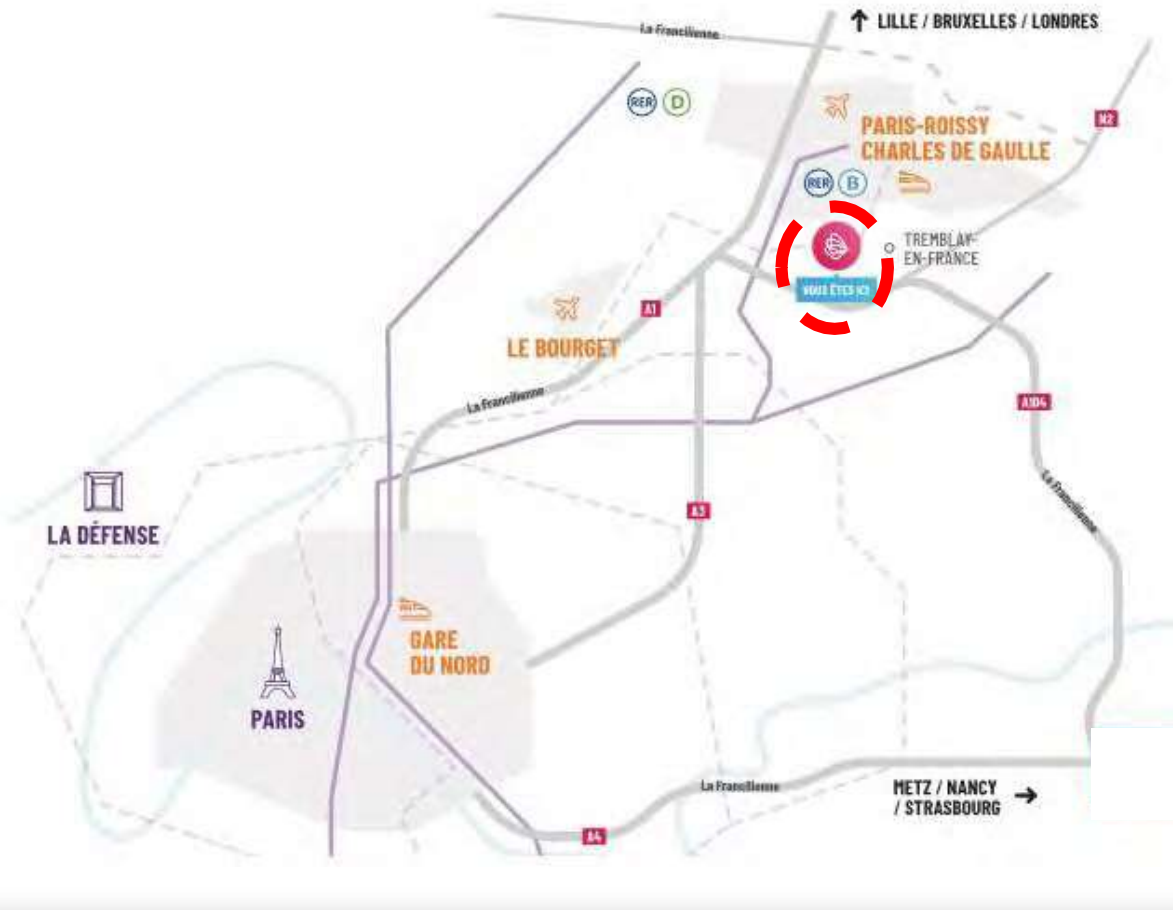 La Francilienne
LILLE / BRUXELLES / LONDRES
RER D
N2
PARIS-ROISSY
CHARLES DE GAULLE
RER B
TREMBLAY-
EN-FRANCE
VOUS ÊTES ICI
A1
LE BOURGET
La Francilienne
A104
La Francilienne
LA DÉFENSE
A3
GARE
DU NORD
PARIS
La Francilienne
METZ / NANCY
/ STRASBOURG
A4